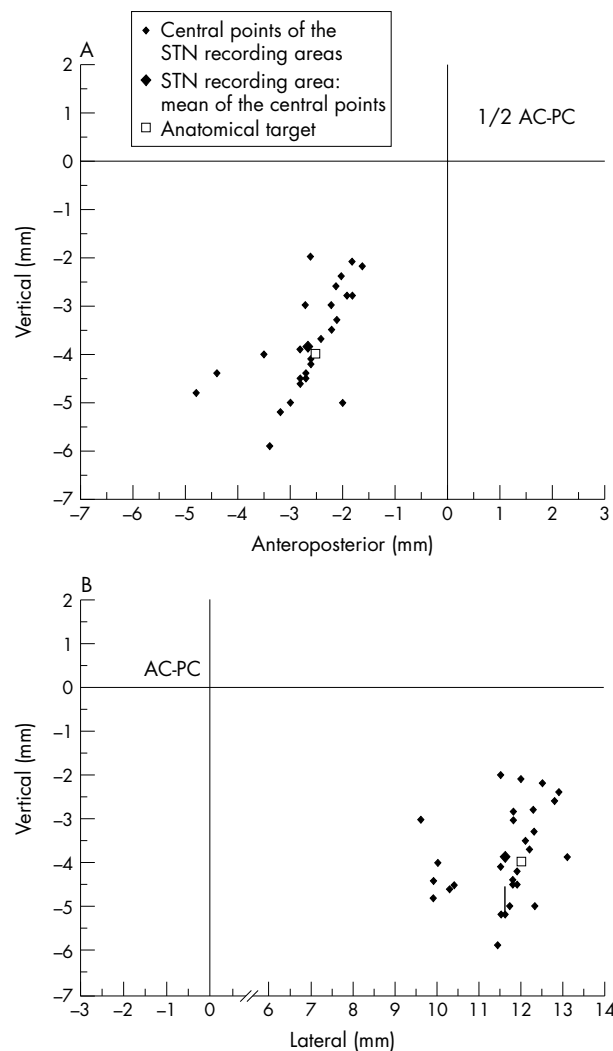 A
Central points of the
STN recording areas
STN recording area:
mean of the central points
Anatomical target
2
1
0
–1
–2
–3
–4
–5
–6
–7
Vertical (mm)
1/2 AC-PC
–7 –6 –5 –4 –3 –2 –1 0 1 2 3
Anteroposterior (mm)
B
2
1
0
–1
–2
–3
–4
–5
–6
–7
Vertical (mm)
AC-PC
–3 –2 –1 0 6 7 8 9 10 11 12 13 14
Lateral (mm)